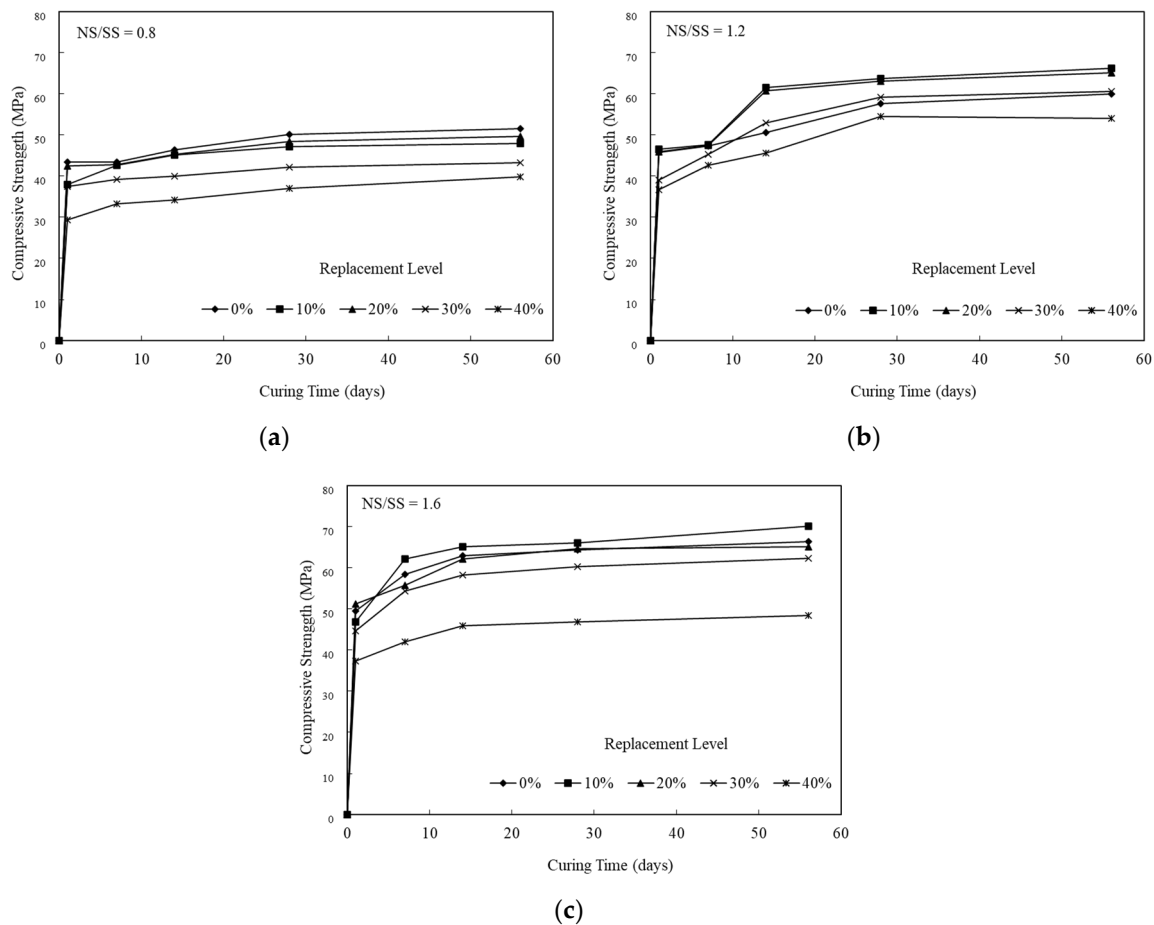 NS/SS = 0.8
80
70
60
50
40
30
20
10
0
Compressive Strenggth (MPa)
Replacement Level
0% 10% 20% 30% 40%
0 10 20 30 40 50 60
Curing Time (days)
(a)
NS/SS = 1.2
80
70
60
50
40
30
20
10
0
Compressive Strenggth (MPa)
Replacement Level
0% 10% 20% 30% 40%
0 10 20 30 40 50 60
Curing Time (days)
(b)
NS/SS = 1.6
80
70
60
50
40
30
20
10
0
Compressive Strenggth (MPa)
Replacement Level
0% 10% 20% 30% 40%
0 10 20 30 40 50 60
Curing Time (days)
(c)